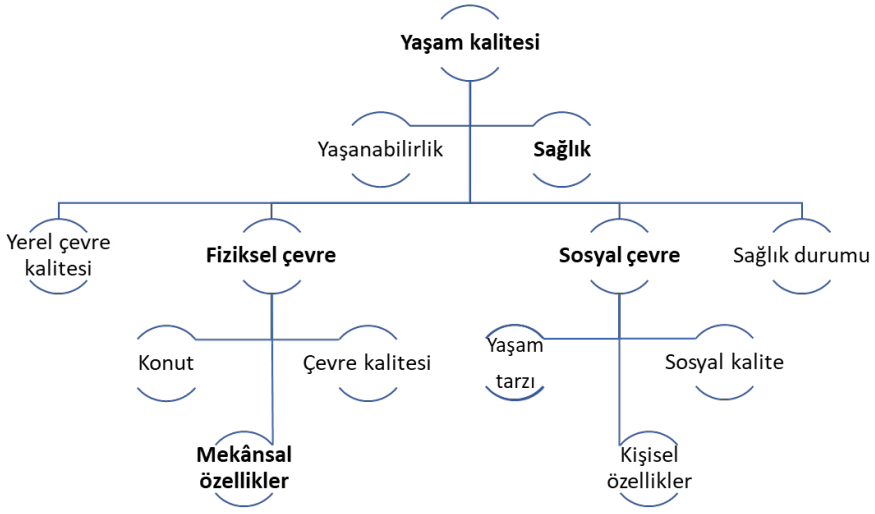 Yaşam kalitesi
Yaşanabilirlik
Sağlık
Yerel çevre
kalitesi
Fiziksel çevre
Sosyal çevre
Sağlık durumu
Konut
Çevre kalitesi
Yaşam
tarzı
Sosyal kalite
Mekânsal
özellikler
Kişisel
özellikler